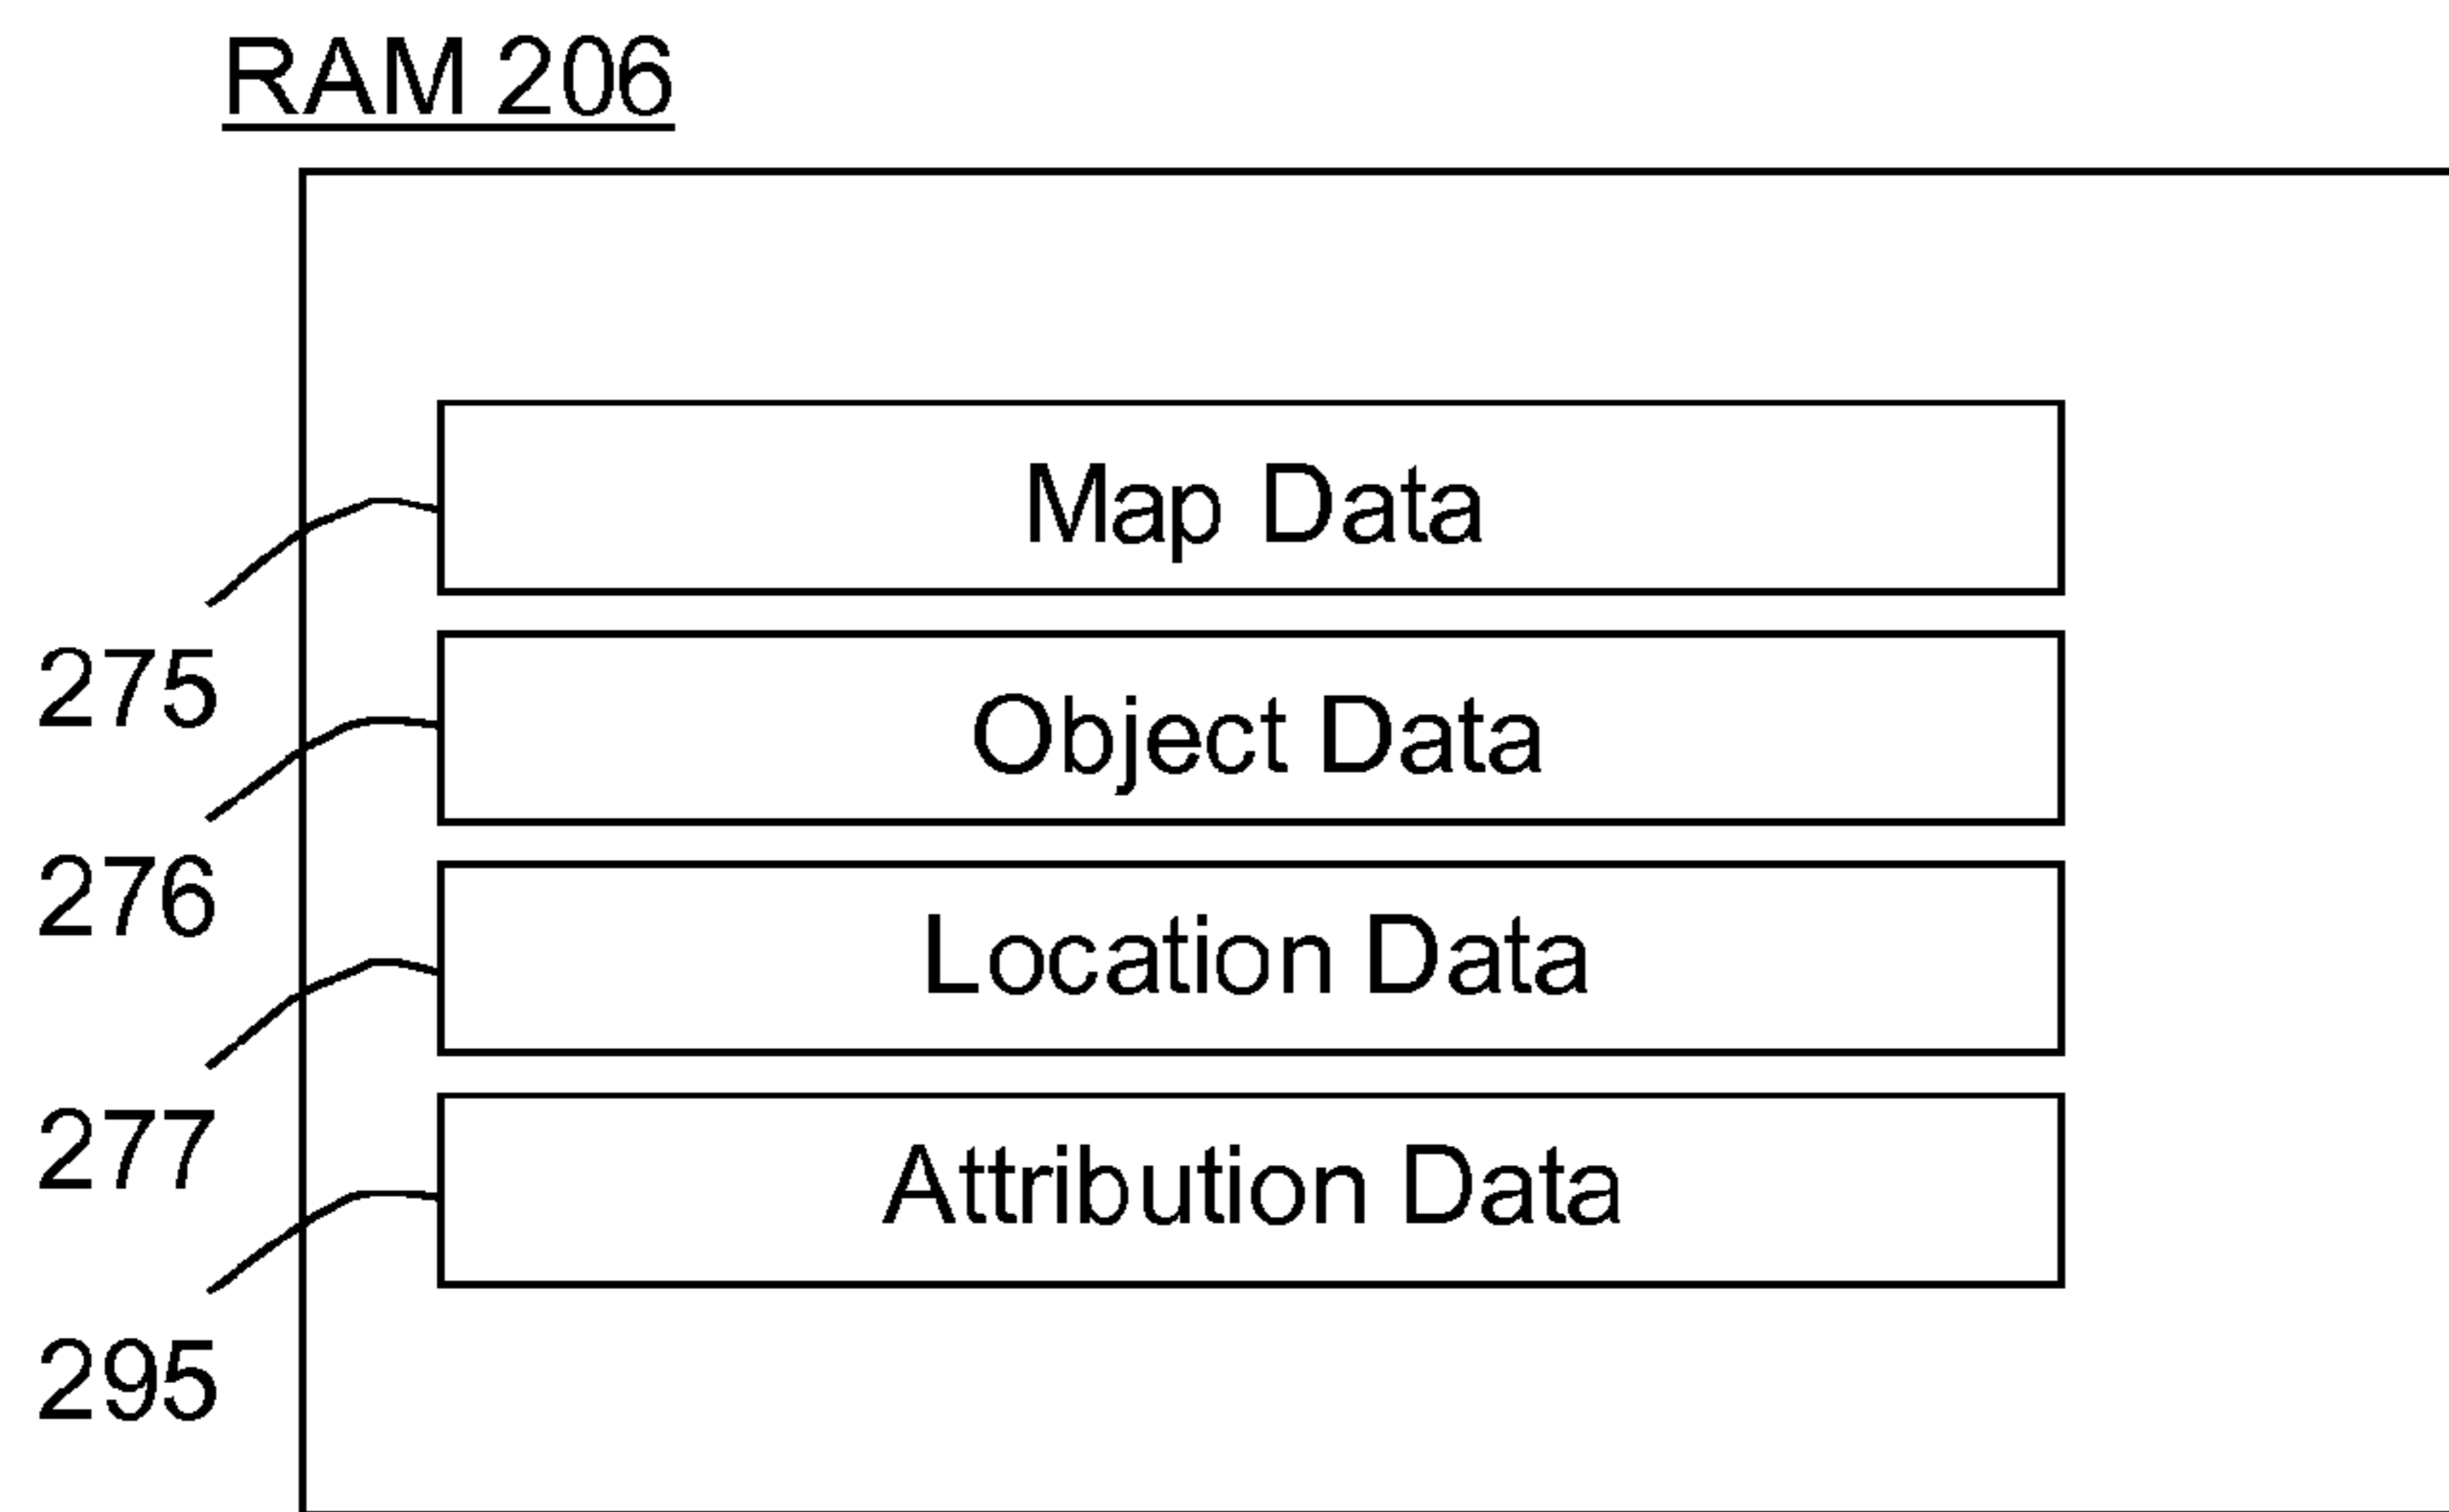 RAM 206
Map Data
275
Object Data
276
Location Data
277
Attribution Data
295